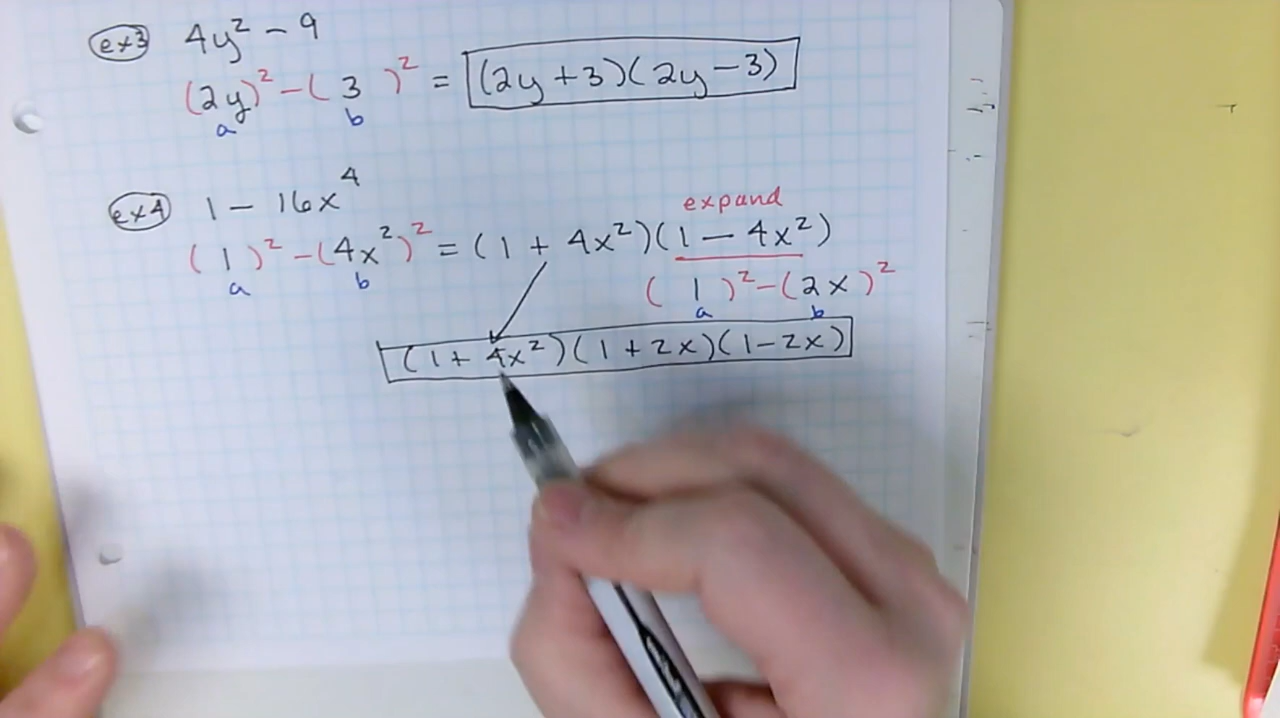 ex3 4y² - 9
(2y)² - (3)² = (2y + 3)(2y - 3)
a b
ex4 1 - 16x⁴
expand
(1)² - (4x²)² = (1 + 4x²)(1 - 4x²)
a b (1)² - (2x)²
a b
(1 + 4x²)(1 + 2x)(1 - 2x)